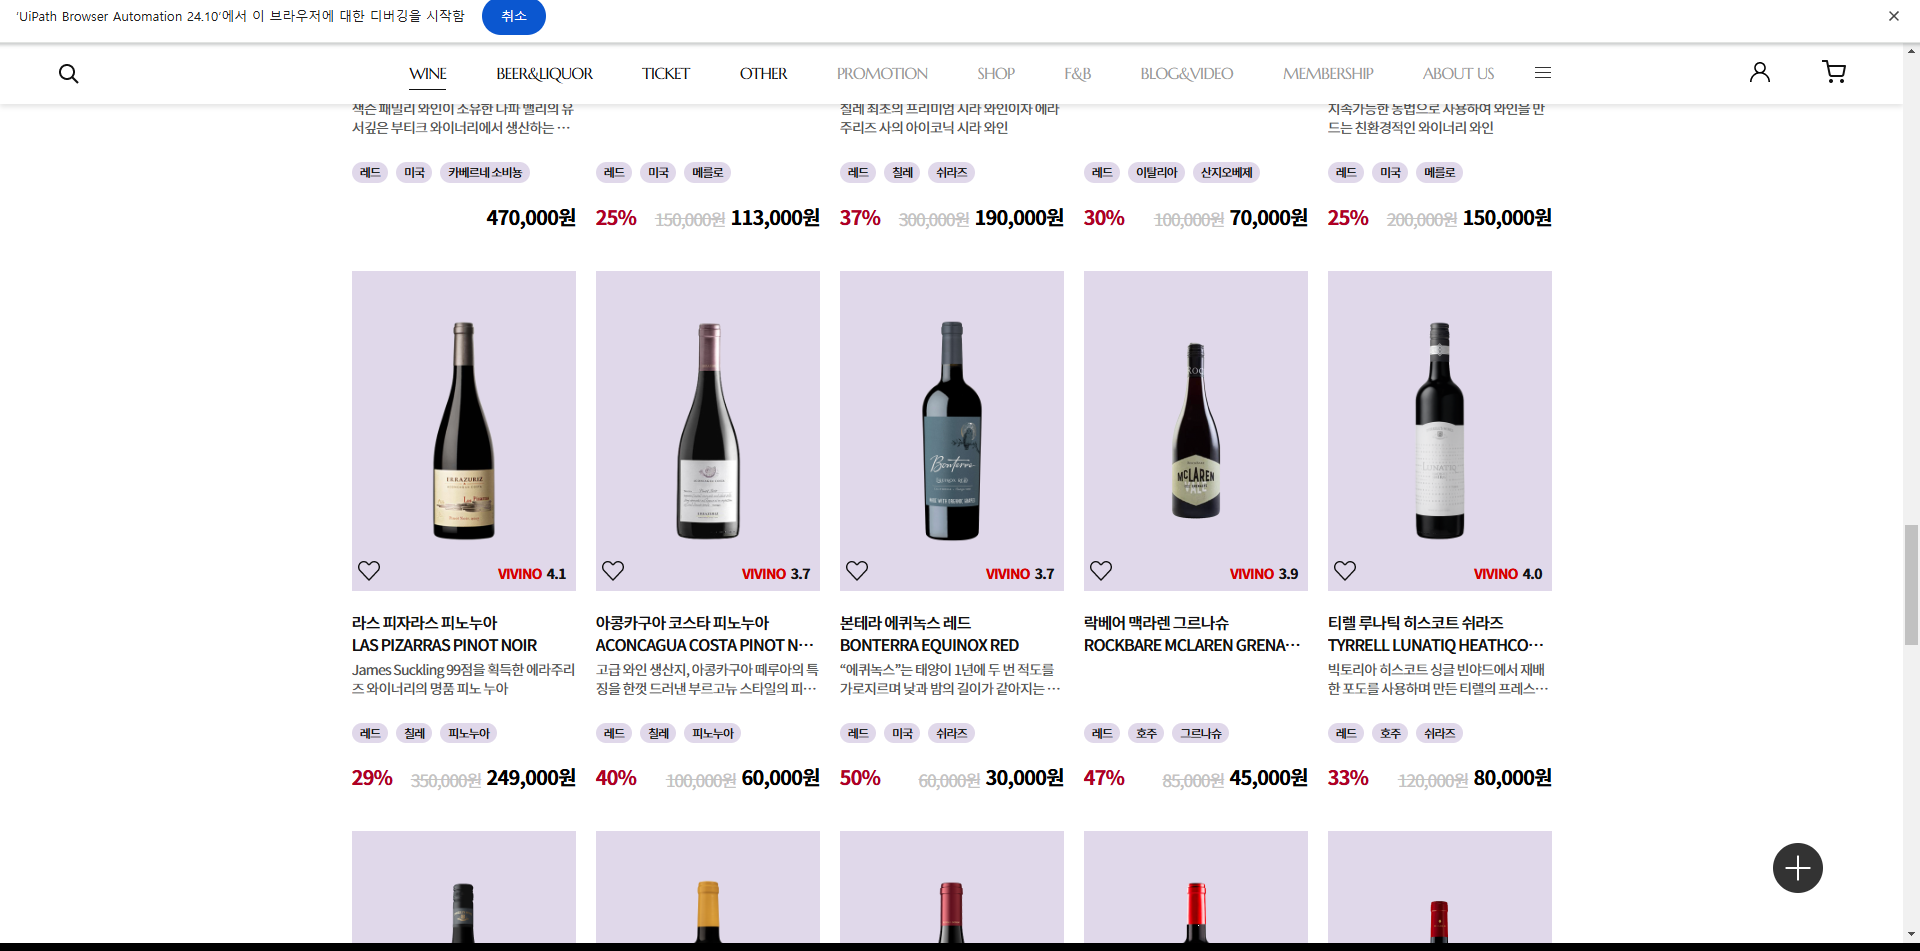 'UiPath Browser Automation 24.10'에서 이 브라우저에 대한 디버깅을 시작함 취소
WINE BEER&LIQUOR TICKET OTHER PROMOTION SHOP F&B BLOG&VIDEO MEMBERSHIP ABOUT US
잭슨 패밀리 와인이 소유한 나파 밸리의 유
서깊은 부티크 와이너리에서 생산하는 …
레드 미국 카베르네 소비뇽
470,000원
레드 미국 메를로
25% 150,000원 113,000원
칠레 최초의 프리미엄 시라 와인이자 에라
주리즈 사의 아이코닉 시라 와인
레드 칠레 쉬라즈
37% 300,000원 190,000원
레드 이탈리아 산지오베제
30% 100,000원 70,000원
지속가능한 농법으로 사용하여 와인을 만
드는 친환경적인 와이너리 와인
레드 미국 메를로
25% 200,000원 150,000원
ERRAZURIZ
Las Pizarras
VIVINO 4.1
라스 피자라스 피노누아
LAS PIZARRAS PINOT NOIR
James Suckling 99점을 획득한 에라주리
즈 와이너리의 명품 피노 누아
레드 칠레 피노누아
29% 350,000원 249,000원
VIVINO 3.7
아콩카구아 코스타 피노누아
ACONCAGUA COSTA PINOT N…
고급 와인 생산지, 아콩카구아 떼루아의 특
징을 한껏 드러낸 부르고뉴 스타일의 피…
레드 칠레 피노누아
40% 100,000원 60,000원
Bonterra
VIVINO 3.7
본테라 에퀴녹스 레드
BONTERRA EQUINOX RED
“에퀴녹스”는 태양이 1년에 두 번 적도를
가로지르며 낮과 밤의 길이가 같아지는 …
레드 미국 쉬라즈
50% 60,000원 30,000원
McLAREN
VIVINO 3.9
락베어 맥라렌 그르나슈
ROCKBARE MCLAREN GRENA…
레드 호주 그르나슈
47% 85,000원 45,000원
LUNATIQ
VIVINO 4.0
티렐 루나틱 히스코트 쉬라즈
TYRRELL LUNATIQ HEATHCO…
빅토리아 히스코트 싱글 빈야드에서 재배
한 포도를 사용하며 만든 티렐의 프레스…
레드 호주 쉬라즈
33% 120,000원 80,000원